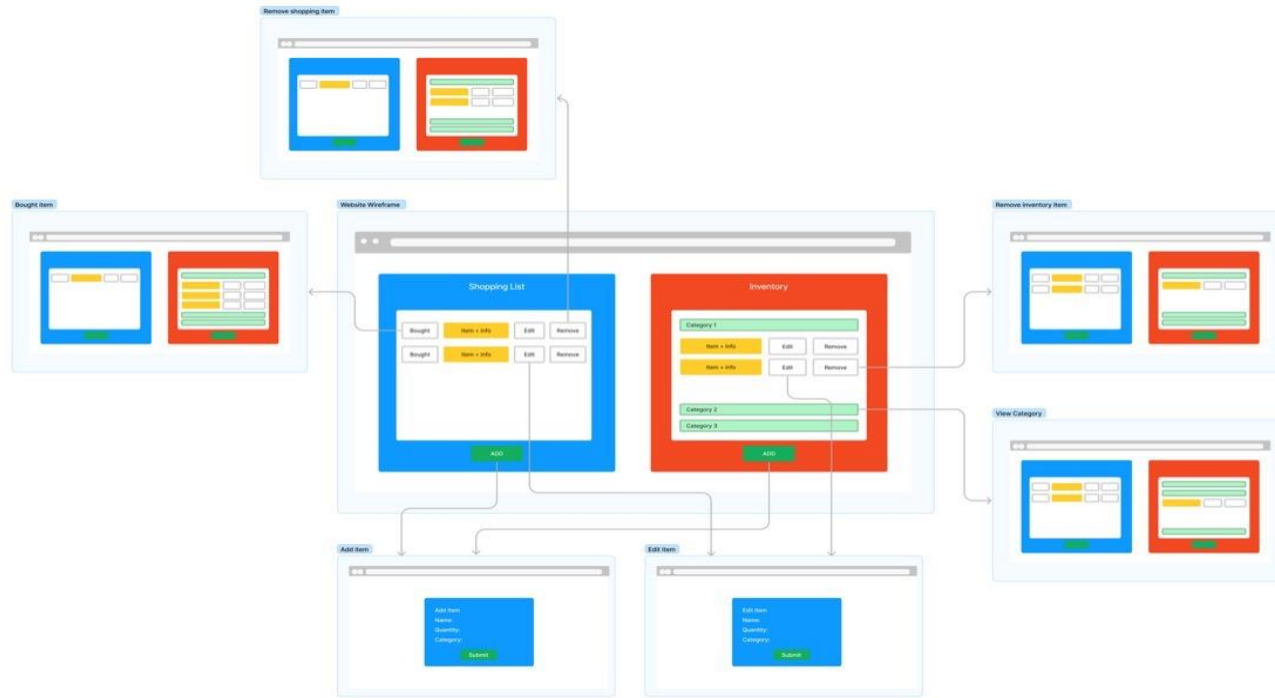 Remove shopping item
Bought item
Website Wireframe
Remove inventory item
Shopping List
Inventory
Bought Item + Info Edit Remove
Bought Item + Info Edit Remove
Category 1
Item + Info Edit Remove
Item + Info Edit Remove
Category 2
Category 3
ADD
ADD
View Category
Add item
Add Item
Name:
Quantity:
Category:
Submit
Edit item
Edit Item
Name:
Quantity:
Category:
Submit